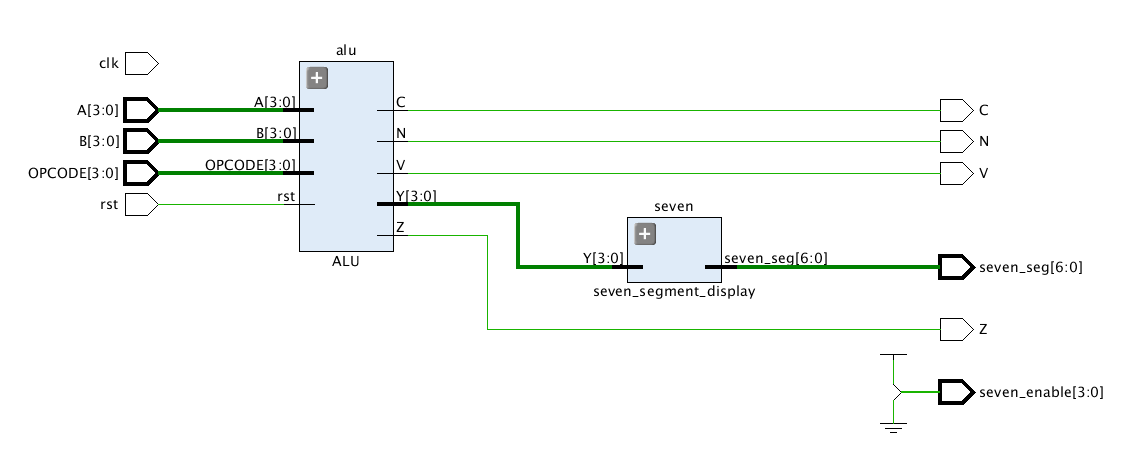 alu
clk
A[3:0]
A[3:0]
C
C
B[3:0]
B[3:0]
N
N
OPCODE[3:0]
OPCODE[3:0]
V
V
rst
rst
Y[3:0]
Z
ALU
seven
Y[3:0]
seven_seg[6:0]
seven_seg[6:0]
seven_segment_display
Z
seven_enable[3:0]